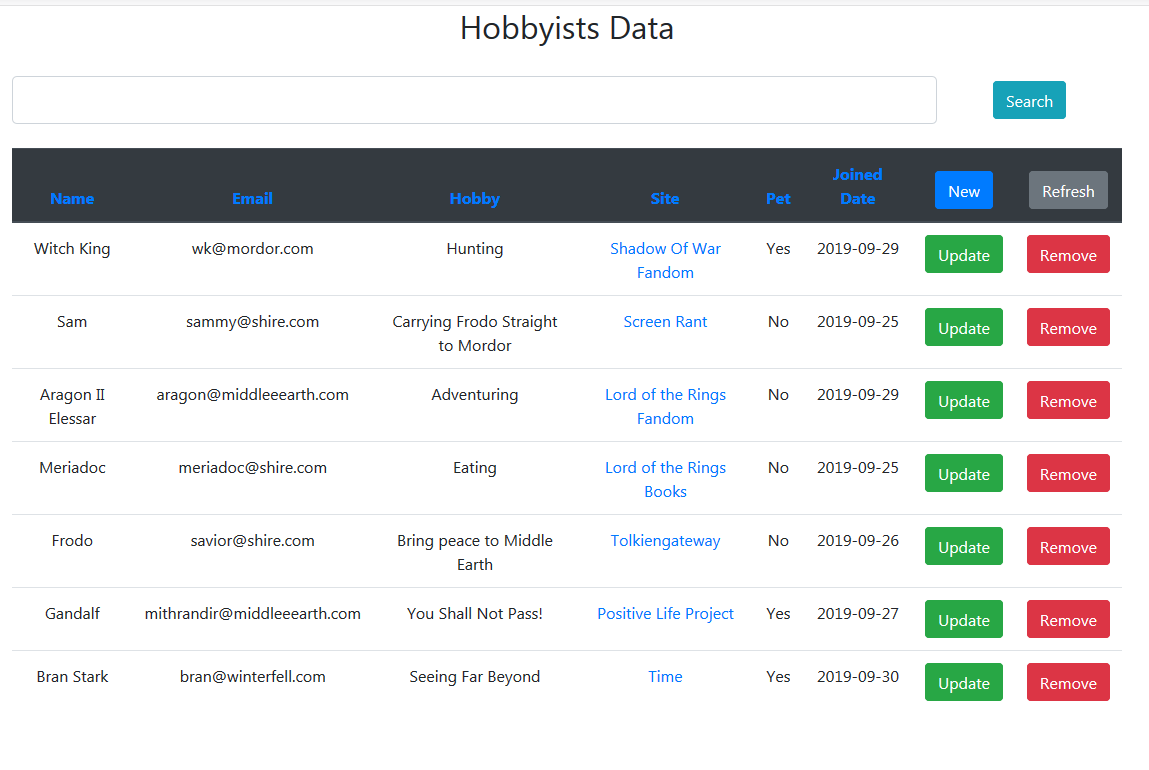 Hobbyists Data
Search
Name Email Hobby Site Pet Joined Date New Refresh
Witch King wk@mordor.com Hunting Shadow Of War Fandom Yes 2019-09-29 Update Remove
Sam sammy@shire.com Carrying Frodo Straight to Mordor Screen Rant No 2019-09-25 Update Remove
Aragon II Elessar aragon@middleeearth.com Adventuring Lord of the Rings Fandom No 2019-09-29 Update Remove
Meriadoc meriadoc@shire.com Eating Lord of the Rings Books No 2019-09-25 Update Remove
Frodo savior@shire.com Bring peace to Middle Earth Tolkiengateway No 2019-09-26 Update Remove
Gandalf mithrandir@middleeearth.com You Shall Not Pass! Positive Life Project Yes 2019-09-27 Update Remove
Bran Stark bran@winterfell.com Seeing Far Beyond Time Yes 2019-09-30 Update Remove